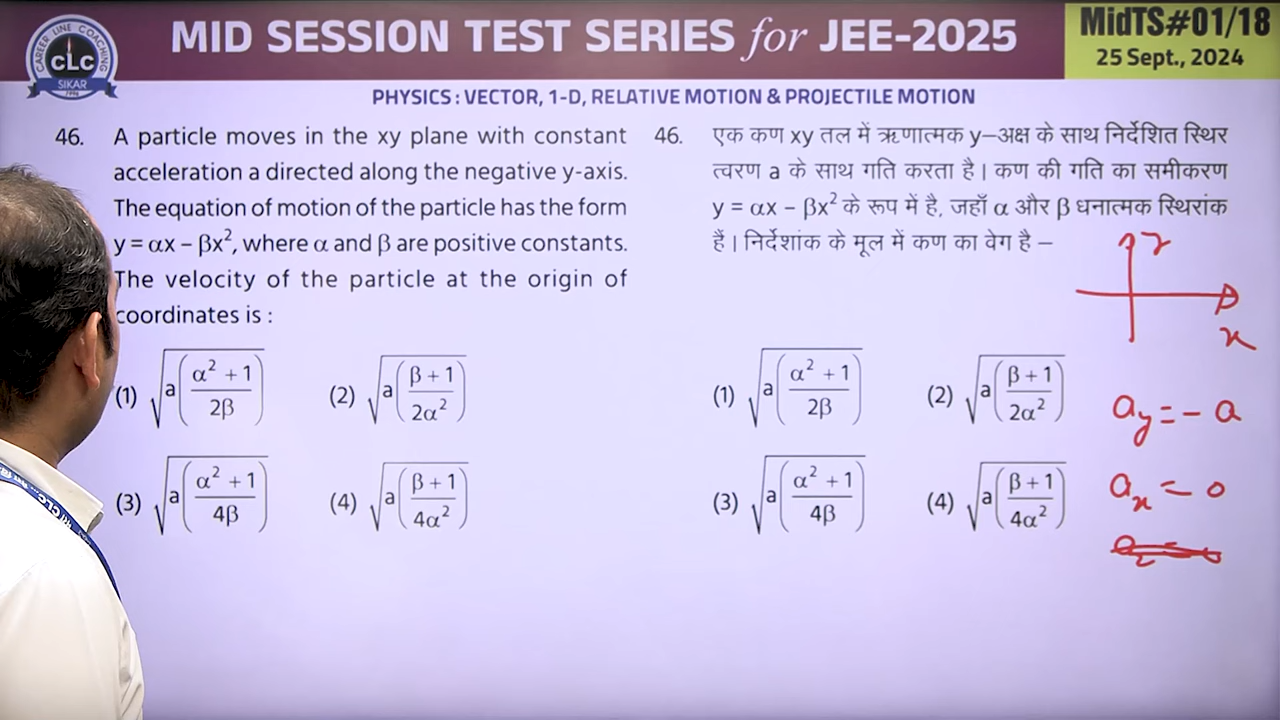 CAREER LINE COACHING
CLC
SIKAR
MID SESSION TEST SERIES for JEE-2025
MidTS#01/18
25 Sept., 2024
PHYSICS : VECTOR, 1-D, RELATIVE MOTION & PROJECTILE MOTION
46. A particle moves in the xy plane with constant
acceleration a directed along the negative y-axis.
The equation of motion of the particle has the form
y = αx – βx², where α and β are positive constants.
The velocity of the particle at the origin of
coordinates is :
(1) √(a((α² + 1)/2β)) (2) √(a((β + 1)/2α²))
(3) √(a((α² + 1)/4β)) (4) √(a((β + 1)/4α²))
46. एक कण xy तल में ऋणात्मक y–अक्ष के साथ निर्देशित स्थिर
त्वरण a के साथ गति करता है। कण की गति का समीकरण
y = αx – βx² के रूप में है, जहाँ α और β धनात्मक स्थिरांक
हैं। निर्देशांक के मूल में कण का वेग है –
(1) √(a((α² + 1)/2β)) (2) √(a((β + 1)/2α²))
(3) √(a((α² + 1)/4β)) (4) √(a((β + 1)/4α²))
x
a_y = – a
a_x = 0